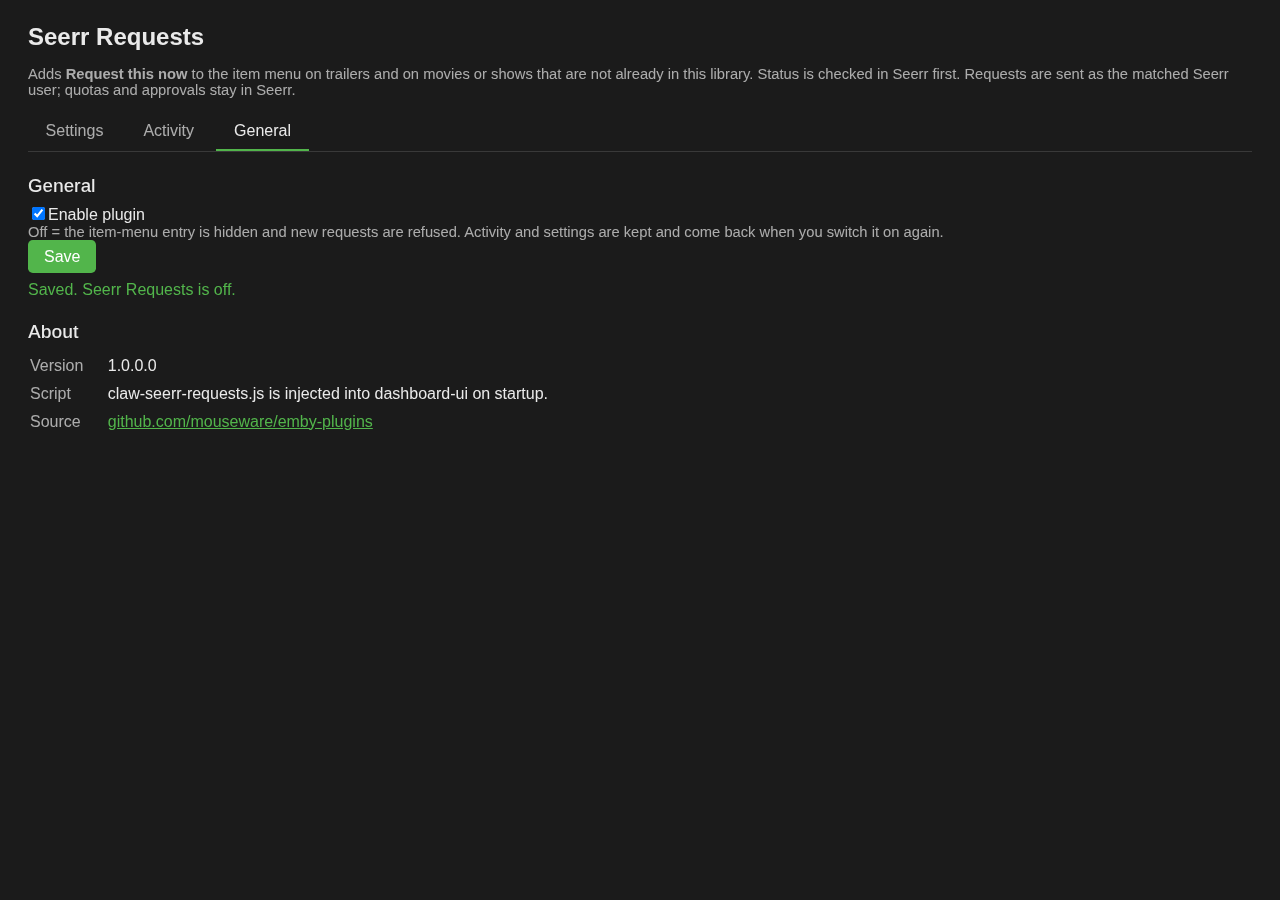 Seerr Requests
Adds Request this now to the item menu on trailers and on movies or shows that are not already in this library. Status is checked in Seerr first. Requests are sent as the matched Seerr
user; quotas and approvals stay in Seerr.
Settings Activity General
General
Enable plugin
Off = the item-menu entry is hidden and new requests are refused. Activity and settings are kept and come back when you switch it on again.
Save
Saved. Seerr Requests is off.
About
Version 1.0.0.0
Script claw-seerr-requests.js is injected into dashboard-ui on startup.
Source github.com/mouseware/emby-plugins